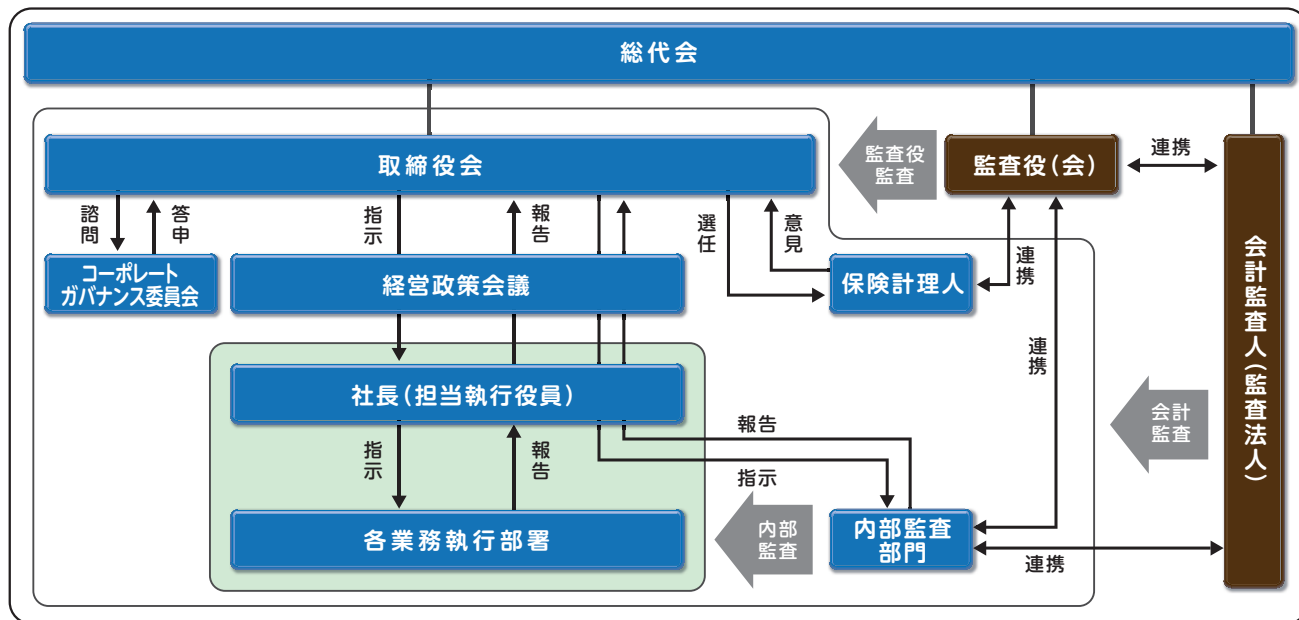 総代会
取締役会
監査役
監査
監査役(会)
連携
諮問
答申
指示
報告
選任
意見
連携
コーポレート
ガバナンス委員会
経営政策会議
保険計理人
会計監査人(監査法人)
連携
社長(担当執行役員)
会計
監査
指示
報告
報告
指示
各業務執行部署
内部
監査
内部監査
部門
連携